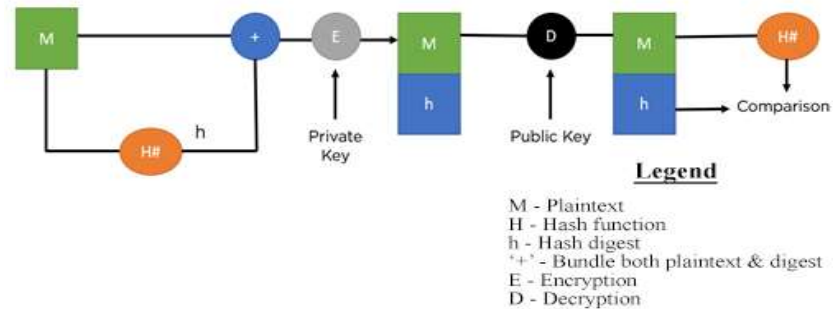 M
+
E
M
D
M
H#
h
h
h
Comparison
H#
Private
Key
Public Key
Legend
M - Plaintext
H - Hash function
h - Hash digest
‘+’ - Bundle both plaintext & digest
E - Encryption
D - Decryption